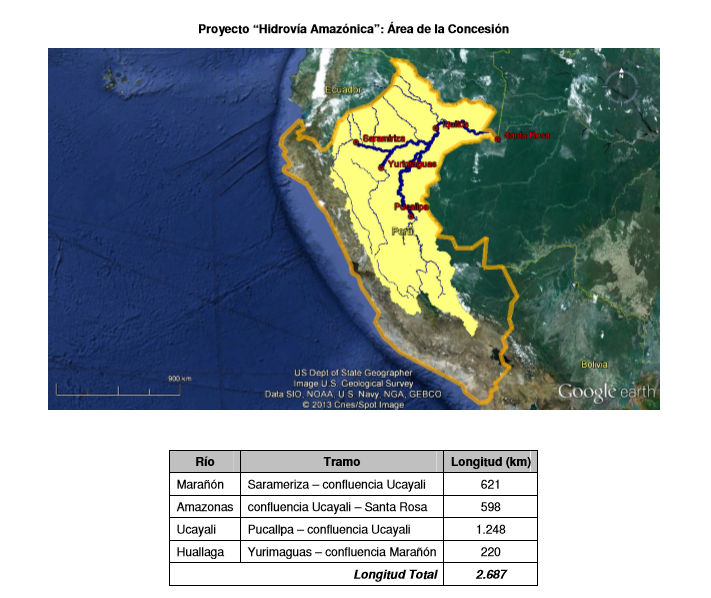 Proyecto “Hidrovía Amazónica”: Área de la Concesión
Ecuador
Iquitos
Saramiriza
Santa Rosa
Yurimaguas
Pucallpa
Perú
Bolivia
900 km
US Dept of State Geographer
Image U.S. Geological Survey
Data SIO, NOAA, U.S. Navy, NGA, GEBCO
© 2013 Cnes/Spot Image
Google earth
N
Río Tramo Longitud (km)
Marañón Sarameriza – confluencia Ucayali 621
Amazonas confluencia Ucayali – Santa Rosa 598
Ucayali Pucallpa – confluencia Ucayali 1.248
Huallaga Yurimaguas – confluencia Marañón 220
Longitud Total 2.687